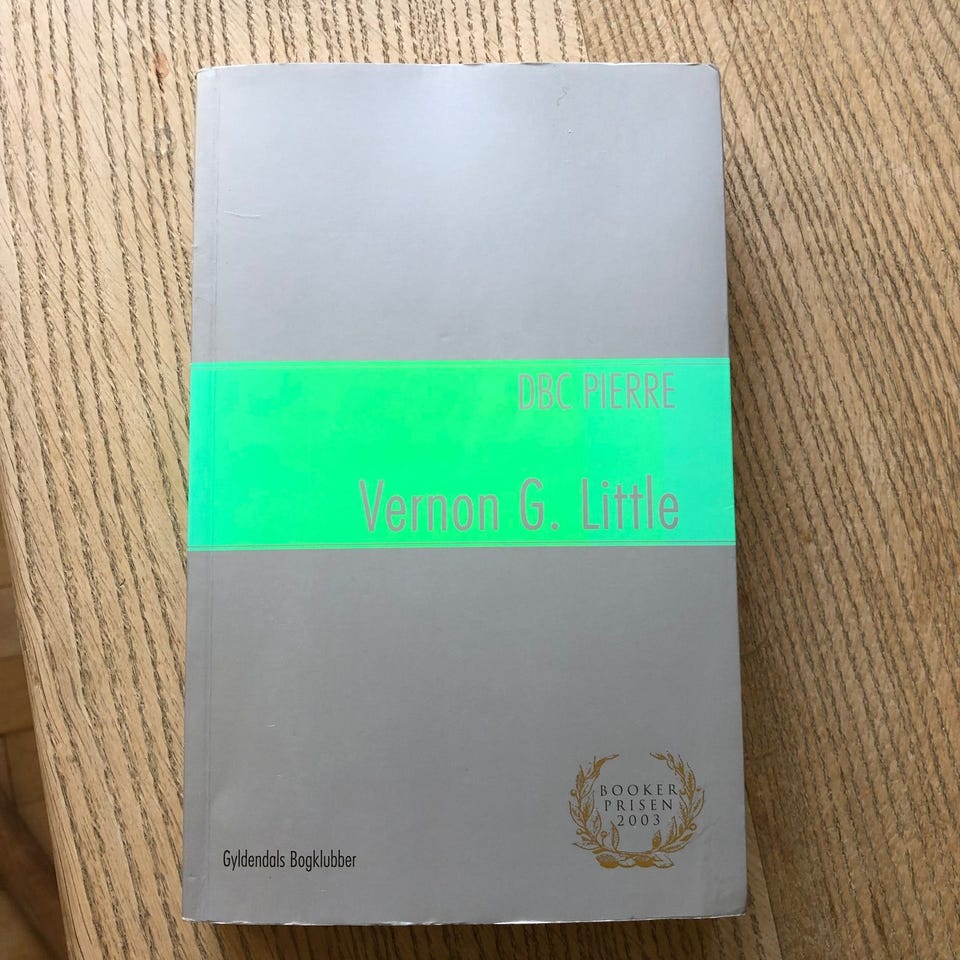 DBC PIERRE
Vernon G. Little
BOOKER
PRISEN
2003
Gyldendals Bogklubber